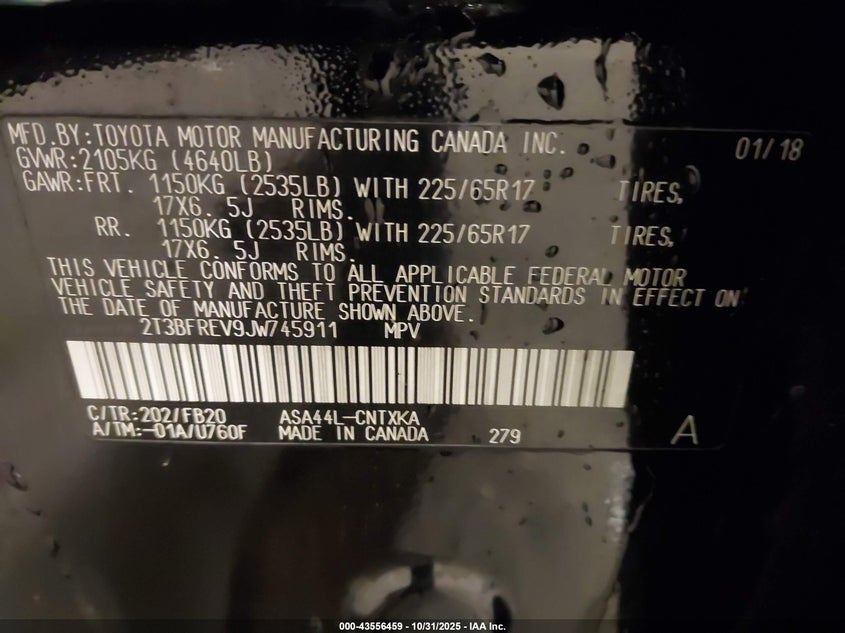 MFD.BY:TOYOTA MOTOR MANUFACTURING CANADA INC. 01/18
GVWR:2105KG (4640LB)
GAWR:FRT. 1150KG (2535LB) WITH 225/65R17 TIRES,
17X6. 5J RIMS.
RR. 1150KG (2535LB) WITH 225/65R17 TIRES,
17X6. 5J RIMS.
THIS VEHICLE CONFORMS TO ALL APPLICABLE FEDERAL MOTOR
VEHICLE SAFETY AND THEFT PREVENTION STANDARDS IN EFFECT ON
THE DATE OF MANUFACTURE SHOWN ABOVE.
2T3BFREV9JW745911 MPV
C/TR:202/FB20 ASA44L-CNTXKA
A/TM:-01A/U760F MADE IN CANADA 279 A
000-43556459 - 10/31/2025 - IAA Inc.